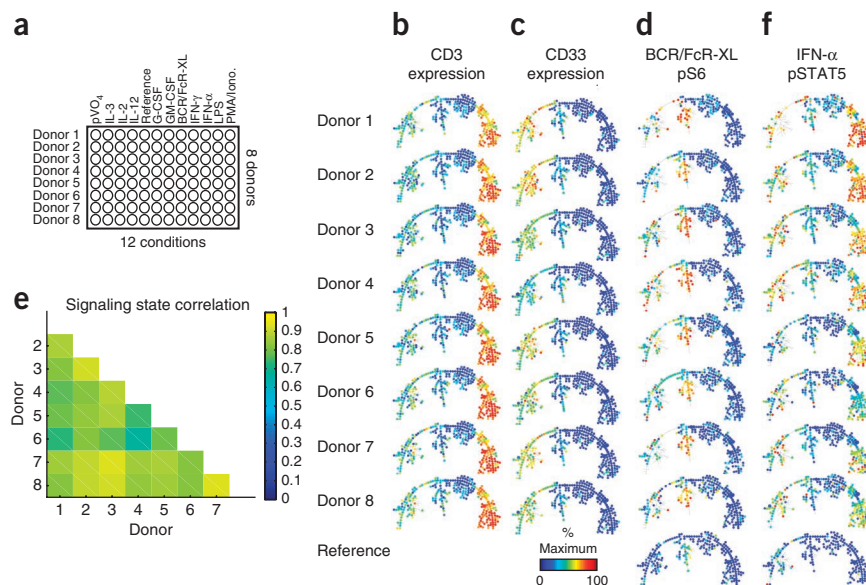 a
pVO4
IL-3
IL-2
IL-12
Reference
G-CSF
GM-CSF
BCR/FcR-XL
IFN-γ
IFN-α
LPS
PMA/Iono.
Donor 1
Donor 2
Donor 3
Donor 4
Donor 5
Donor 6
Donor 7
Donor 8
8 donors
12 conditions
b
CD3
expression
c
CD33
expression
d
BCR/FcR-XL
pS6
f
IFN-α
pSTAT5
Donor 1
Donor 2
Donor 3
Donor 4
Donor 5
Donor 6
Donor 7
Donor 8
Reference
%
Maximum
0 100
e
Signaling state correlation
Donor
2
3
4
5
6
7
8
1 2 3 4 5 6 7
Donor
1
0.9
0.8
0.7
0.6
0.5
0.4
0.3
0.2
0.1
0